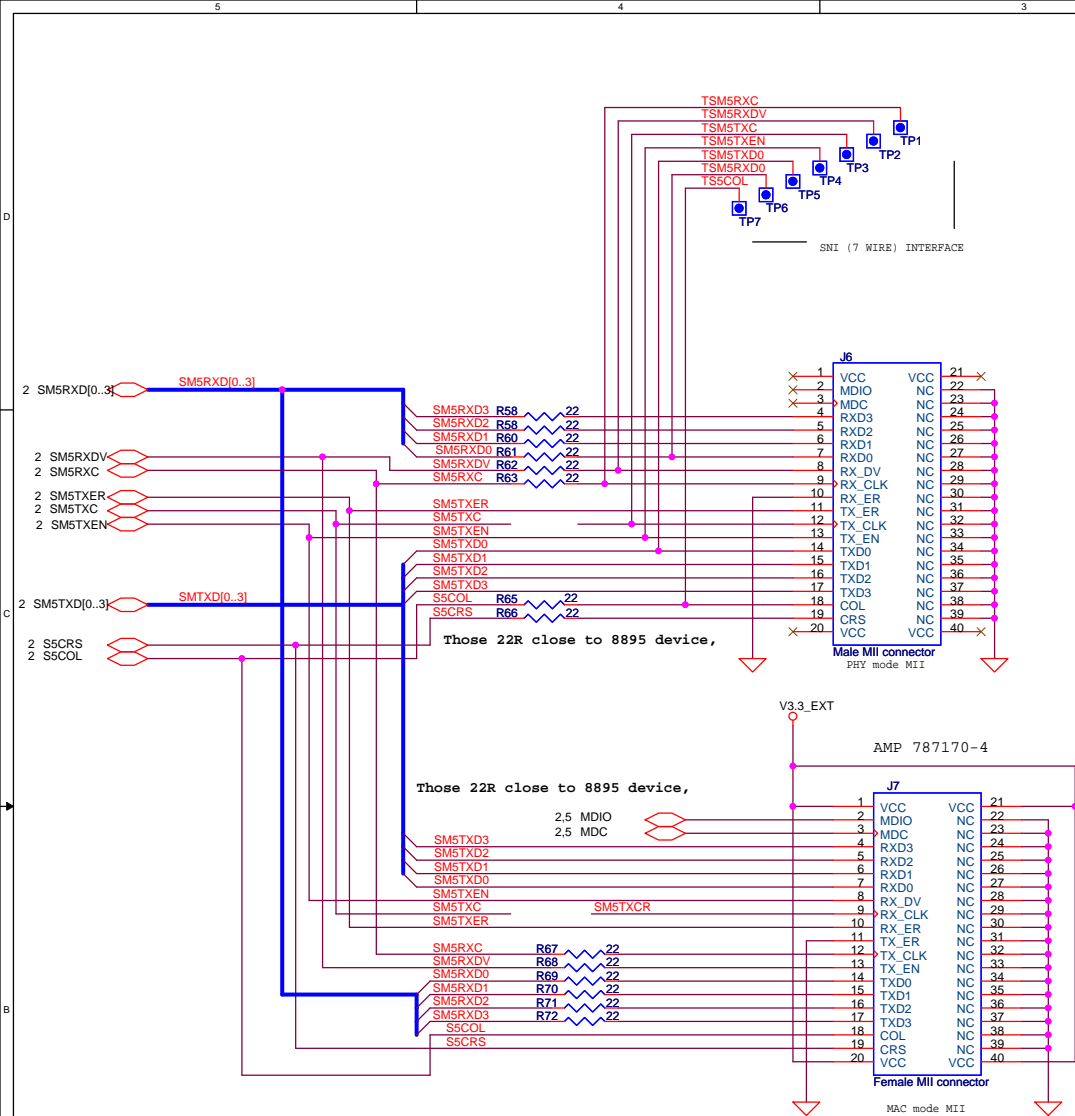 5 4 3
TSM5RXC
TSM5RXDV
TSM5TXC
TSM5TXEN
TSM5TXD0
TSM5RXD0
TS5COL
TP1
TP2
TP3
TP4
TP5
TP6
TP7
D
SNI (7 WIRE) INTERFACE
J6
2 SM5RXD[0..3] SM5RXD[0..3]
1 VCC VCC 21
2 MDIO NC 22
3 MDC NC 23
SM5RXD3 R58 22 4 RXD3 NC 24
SM5RXD2 R58 22 5 RXD2 NC 25
SM5RXD1 R60 22 6 RXD1 NC 26
2 SM5RXDV SM5RXD0 R61 22 7 RXD0 NC 27
2 SM5RXC SM5RXDV R62 22 8 RX_DV NC 28
SM5RXC R63 22 9 RX_CLK NC 29
2 SM5TXER 10 RX_ER NC 30
2 SM5TXC SM5TXER 11 TX_ER NC 31
2 SM5TXEN SM5TXC 12 TX_CLK NC 32
SM5TXEN 13 TX_EN NC 33
SM5TXD0 14 TXD0 NC 34
SM5TXD1 15 TXD1 NC 35
SM5TXD2 16 TXD2 NC 36
SM5TXD3 17 TXD3 NC 37
2 SM5TXD[0..3] SMTXD[0..3] S5COL R65 22 18 COL NC 38
C S5CRS R66 22 19 CRS NC 39
20 VCC VCC 40
2 S5CRS
2 S5COL
Those 22R close to 8895 device,
Male MII connector
PHY mode MII
V3.3_EXT
AMP 787170-4
Those 22R close to 8895 device,
J7
1 VCC VCC 21
2,5 MDIO 2 MDIO NC 22
2,5 MDC 3 MDC NC 23
SM5TXD3 4 RXD3 NC 24
SM5TXD2 5 RXD2 NC 25
SM5TXD1 6 RXD1 NC 26
SM5TXD0 7 RXD0 NC 27
SM5TXEN 8 RX_DV NC 28
SM5TXC SM5TXCR 9 RX_CLK NC 29
SM5TXER 10 RX_ER NC 30
11 TX_ER NC 31
SM5RXC R67 22 12 TX_CLK NC 32
SM5RXDV R68 22 13 TX_EN NC 33
SM5RXD0 R69 22 14 TXD0 NC 34
SM5RXD1 R70 22 15 TXD1 NC 35
B SM5RXD2 R71 22 16 TXD2 NC 36
SM5RXD3 R72 22 17 TXD3 NC 37
S5COL 18 COL NC 38
S5CRS 19 CRS NC 39
20 VCC VCC 40
Female MII connector
MAC mode MII